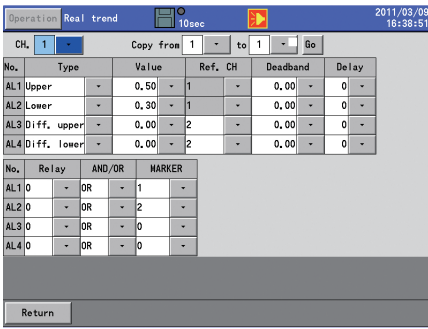 Operation Real trend 10sec 2011/03/09
16:38:51
CH. 1 Copy from 1 to 1 Go
No. Type Value Ref. CH Deadband Delay
AL1 Upper 0.50 1 0.00 0
AL2 Lower 0.30 1 0.00 0
AL3 Diff. upper 0.00 2 0.00 0
AL4 Diff. lower 0.00 2 0.00 0
No. Relay AND/OR MARKER
AL1 0 OR 1
AL2 0 OR 2
AL3 0 OR 0
AL4 0 OR 0
Return